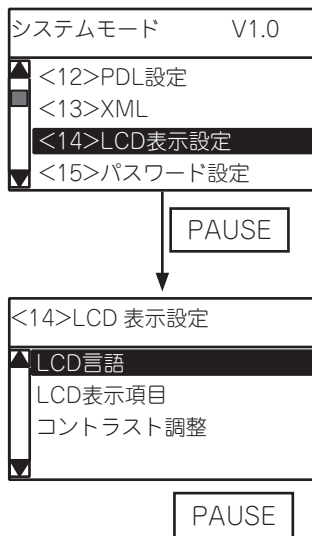 システムモード V1.0
<12>PDL設定
<13>XML
<14>LCD表示設定
<15>パスワード設定
PAUSE
<14>LCD 表示設定
LCD言語
LCD表示項目
コントラスト調整
PAUSE